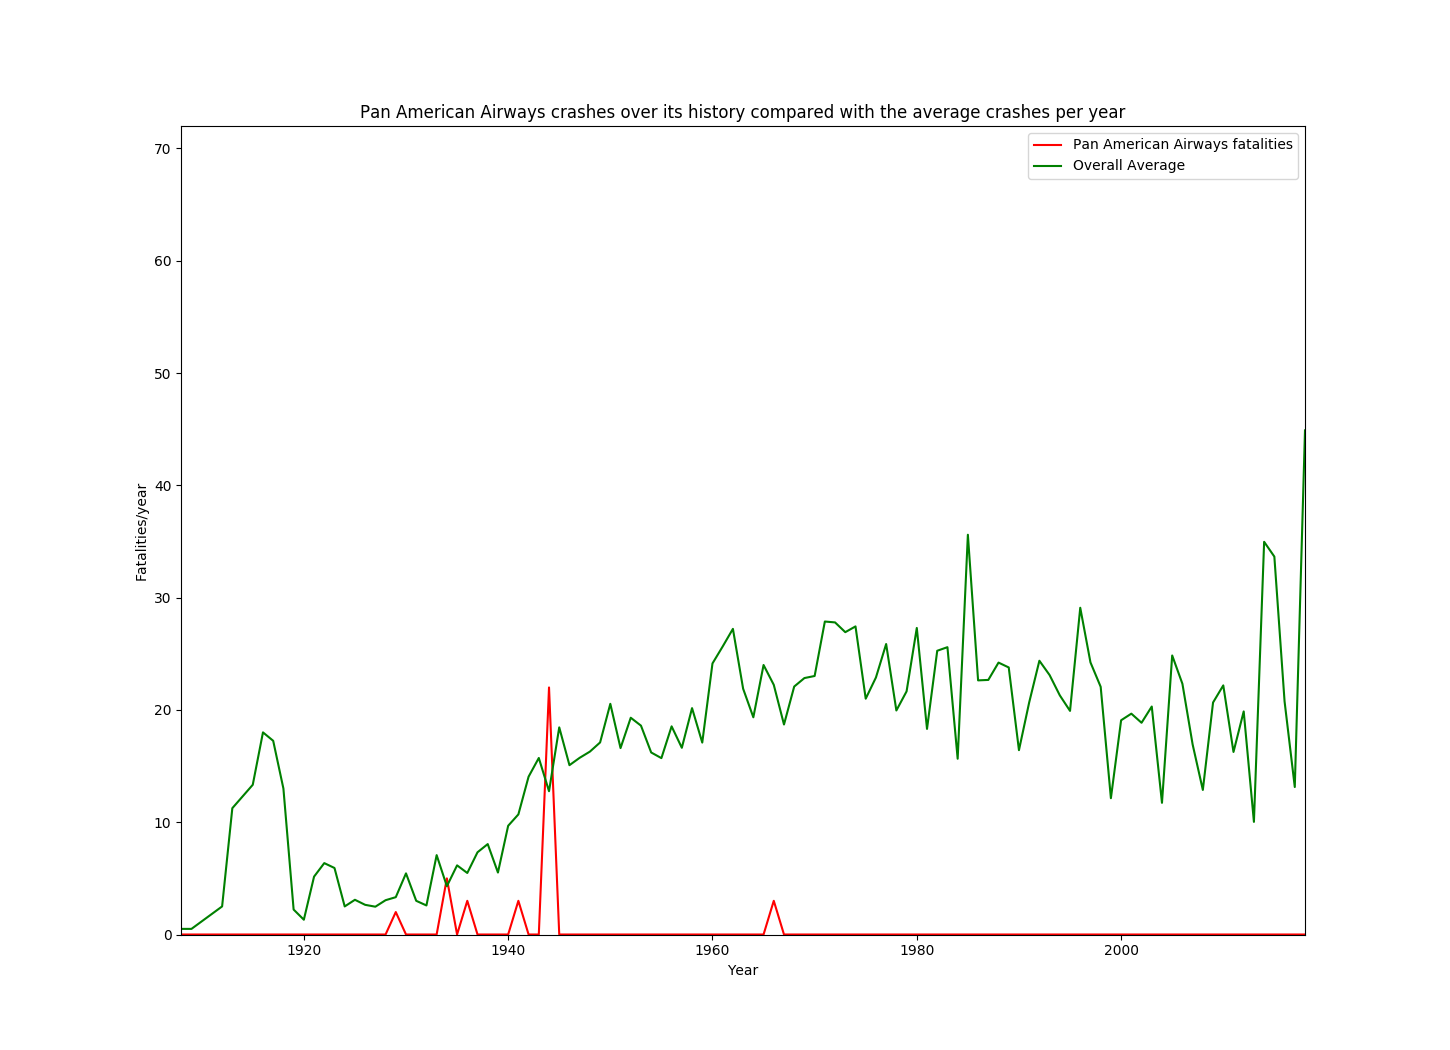 Pan American Airways crashes over its history compared with the average crashes per year
Pan American Airways fatalities
Overall Average
70
60
50
40
30
20
10
0
Fatalities/year
1920 1940 1960 1980 2000
Year